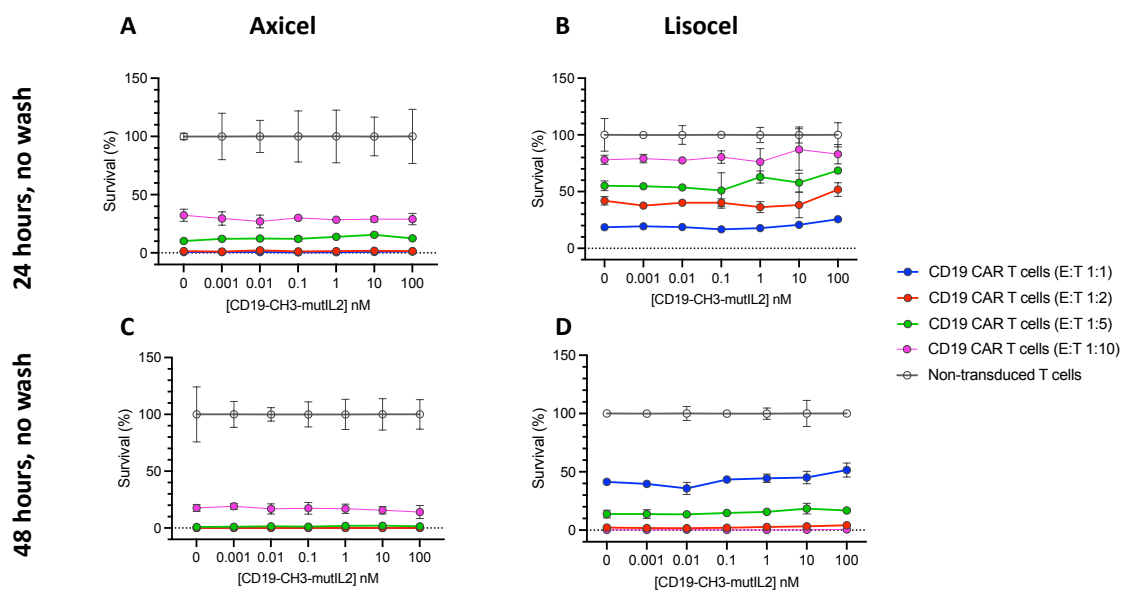 A Axicel
B Lisocel
24 hours, no wash
150
100
50
0
Survival (%)
0 0.001 0.01 0.1 1 10 100
[CD19-CH3-mutIL2] nM
150
100
50
0
Survival (%)
0 0.001 0.01 0.1 1 10 100
[CD19-CH3-mutIL2] nM
CD19 CAR T cells (E:T 1:1)
CD19 CAR T cells (E:T 1:2)
CD19 CAR T cells (E:T 1:5)
CD19 CAR T cells (E:T 1:10)
Non-transduced T cells
48 hours, no wash
C
150
100
50
0
Survival (%)
0 0.001 0.01 0.1 1 10 100
[CD19-CH3-mutIL2] nM
D
150
100
50
0
Survival (%)
0 0.001 0.01 0.1 1 10 100
[CD19-CH3-mutIL2] nM